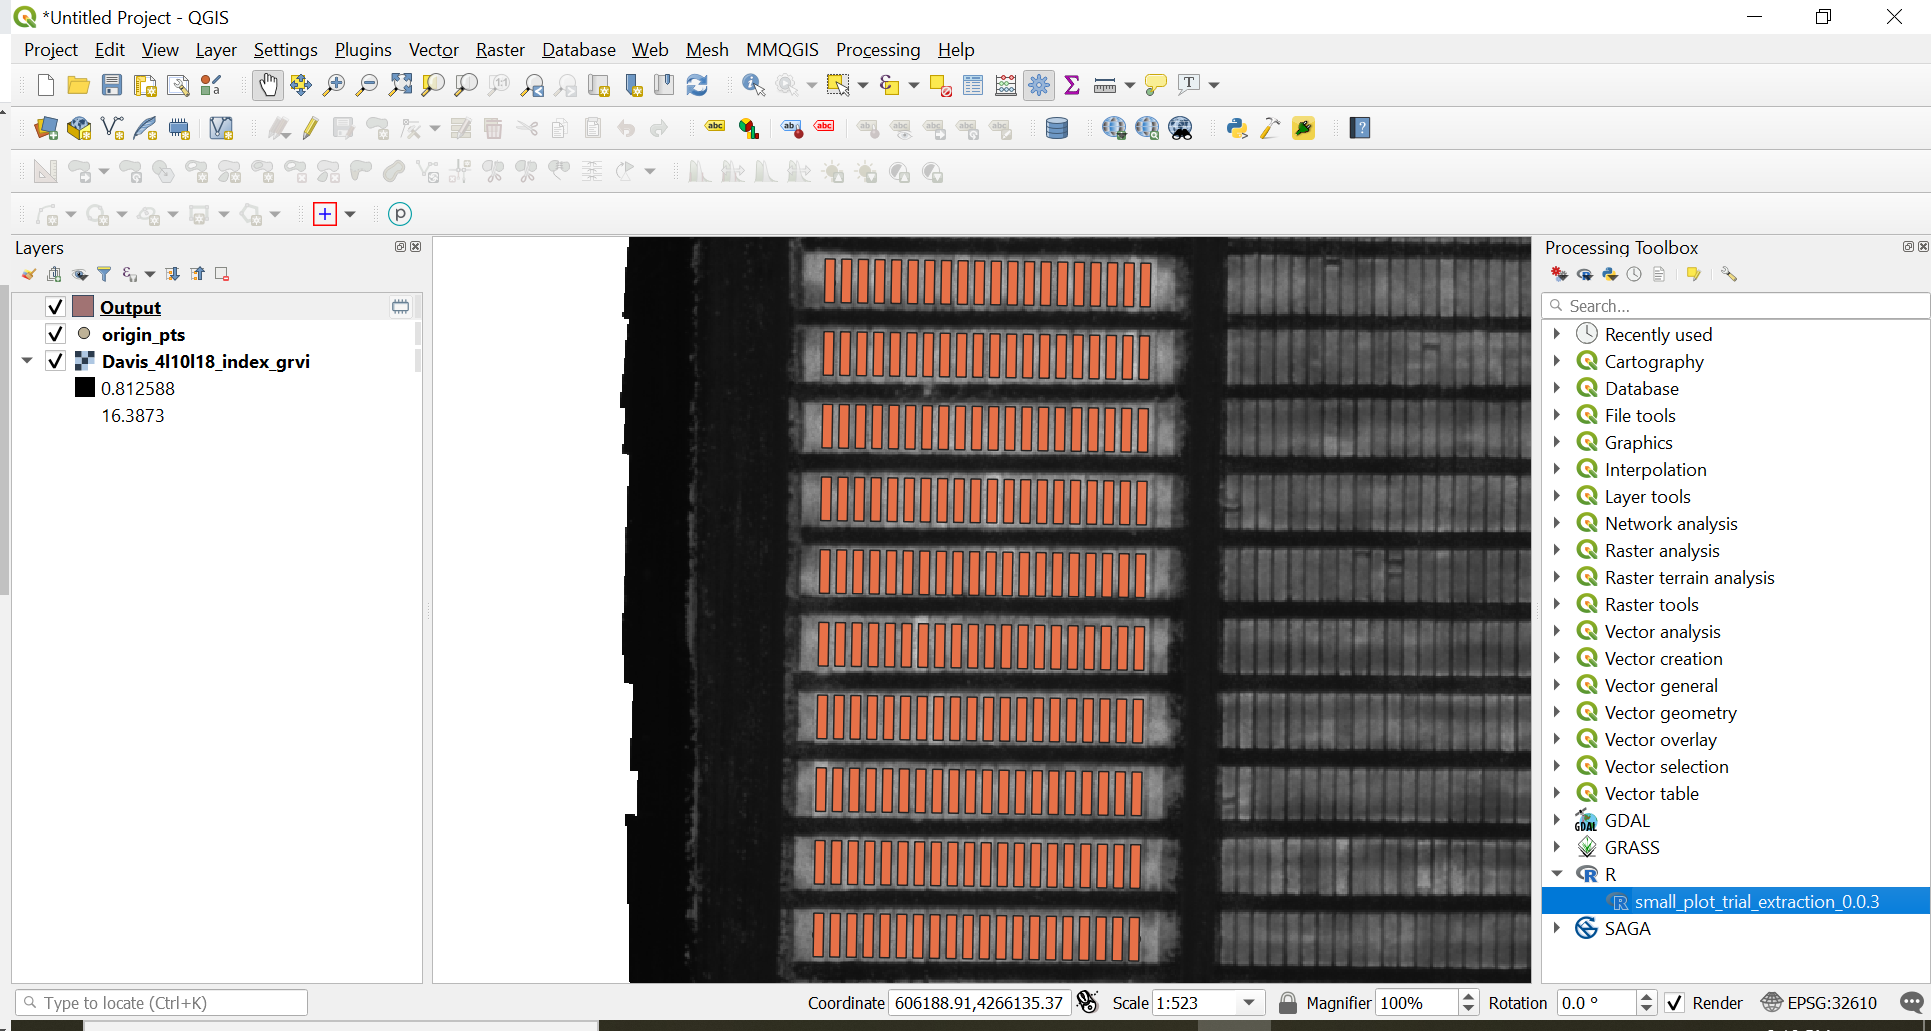 *Untitled Project - QGIS
Project Edit View Layer Settings Plugins Vector Raster Database Web Mesh MMQGIS Processing Help
Layers
Output
origin_pts
Davis_4l10l18_index_grvi
0.812588
16.3873
Processing Toolbox
Search...
Recently used
Cartography
Database
File tools
Graphics
Interpolation
Layer tools
Network analysis
Raster analysis
Raster terrain analysis
Raster tools
Vector analysis
Vector creation
Vector general
Vector geometry
Vector overlay
Vector selection
Vector table
GDAL
GRASS
R
small_plot_trial_extraction_0.0.3
SAGA
Type to locate (Ctrl+K)
Coordinate 606188.91,4266135.37 Scale 1:523 Magnifier 100% Rotation 0.0 ° Render EPSG:32610